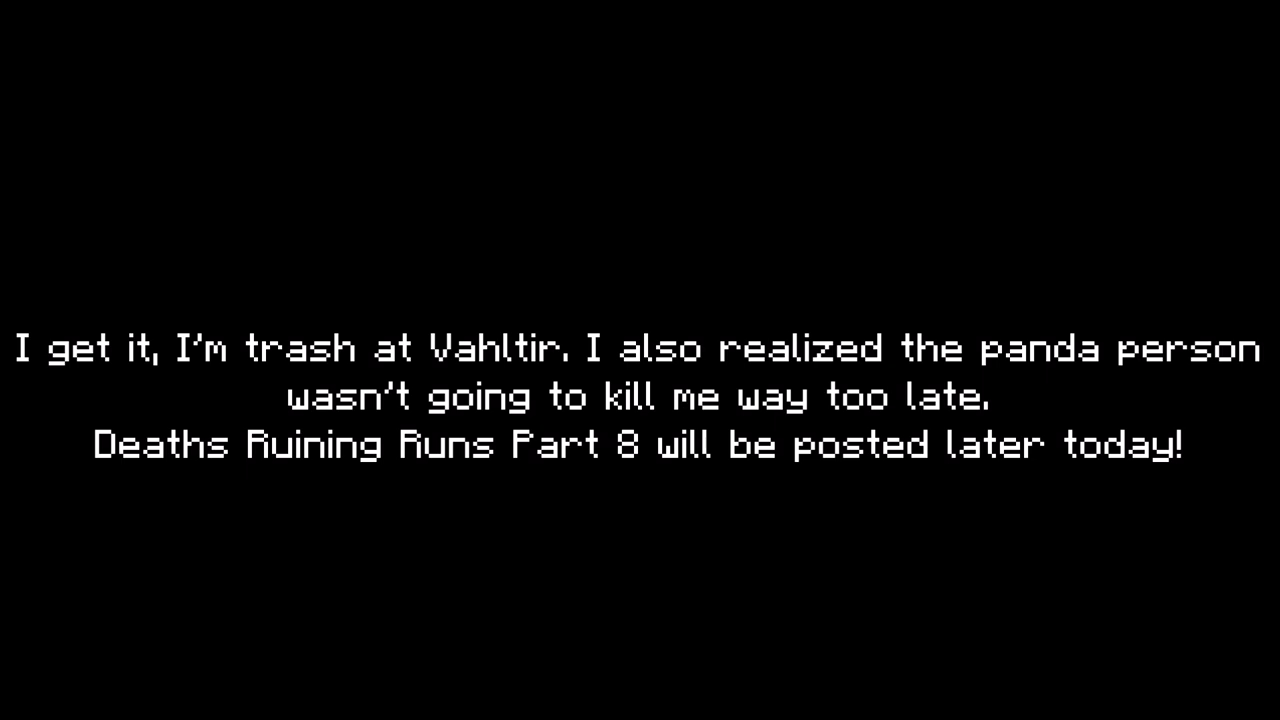 I get it, I'm trash at Vahltir. I also realized the panda person
wasn't going to kill me way too late.
Deaths Ruining Runs Part 8 will be posted later today!